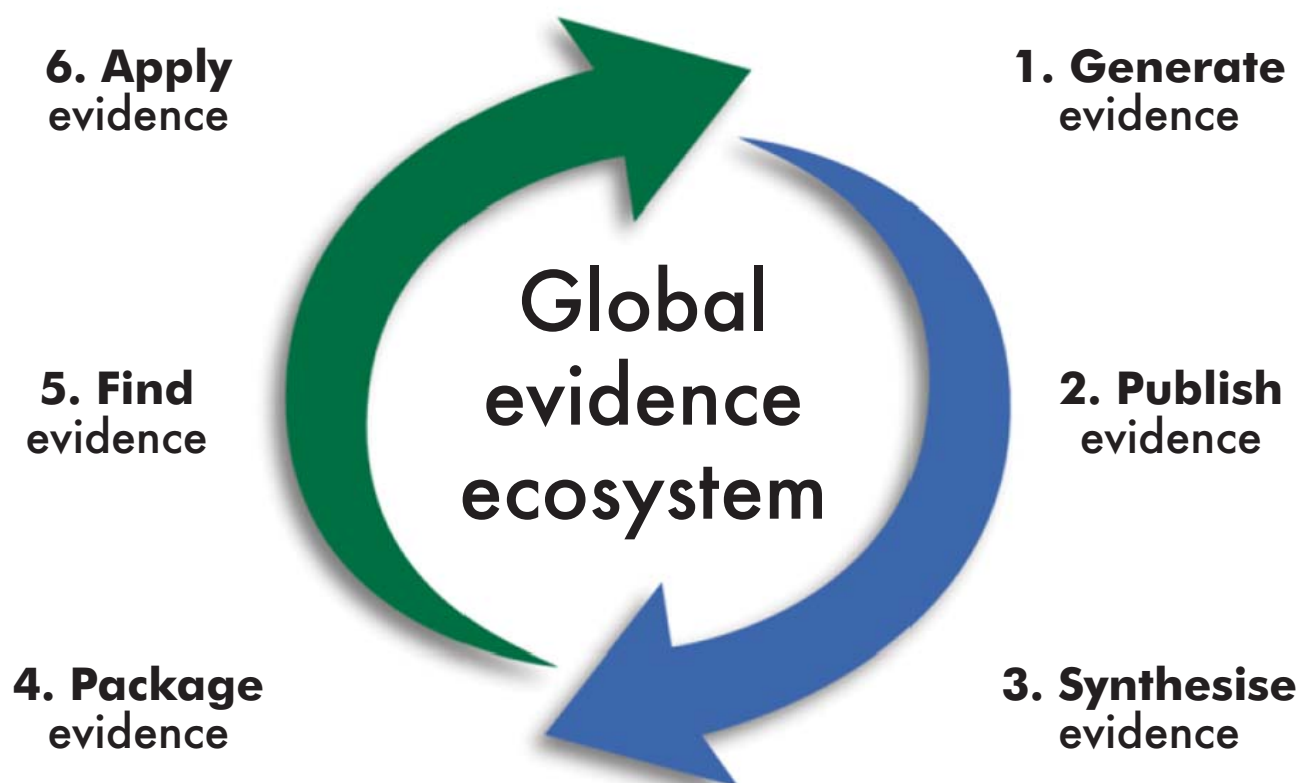 6. Apply
evidence
1. Generate
evidence
Global
evidence
ecosystem
5. Find
evidence
2. Publish
evidence
4. Package
evidence
3. Synthesise
evidence